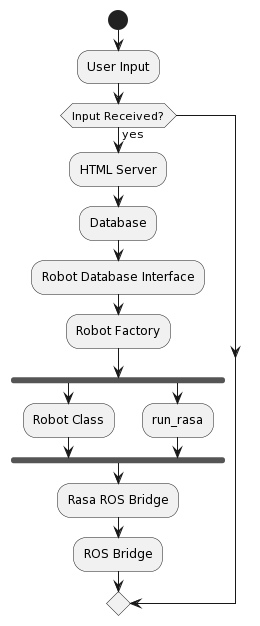 User Input
Input Received?
yes
HTML Server
Database
Robot Database Interface
Robot Factory
Robot Class
run_rasa
Rasa ROS Bridge
ROS Bridge